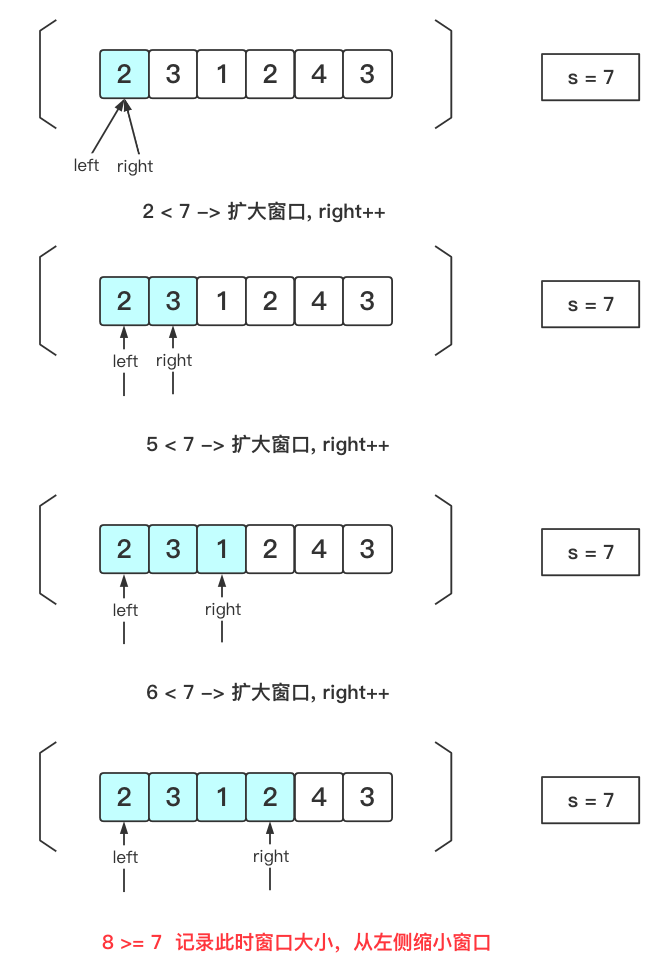 2 3 1 2 4 3
s = 7
left right
2 < 7 –> 扩大窗口, right++
2 3 1 2 4 3
s = 7
left right
5 < 7 –> 扩大窗口, right++
2 3 1 2 4 3
s = 7
left right
6 < 7 –> 扩大窗口, right++
2 3 1 2 4 3
s = 7
left right
8 >= 7 记录此时窗口大小，从左侧缩小窗口